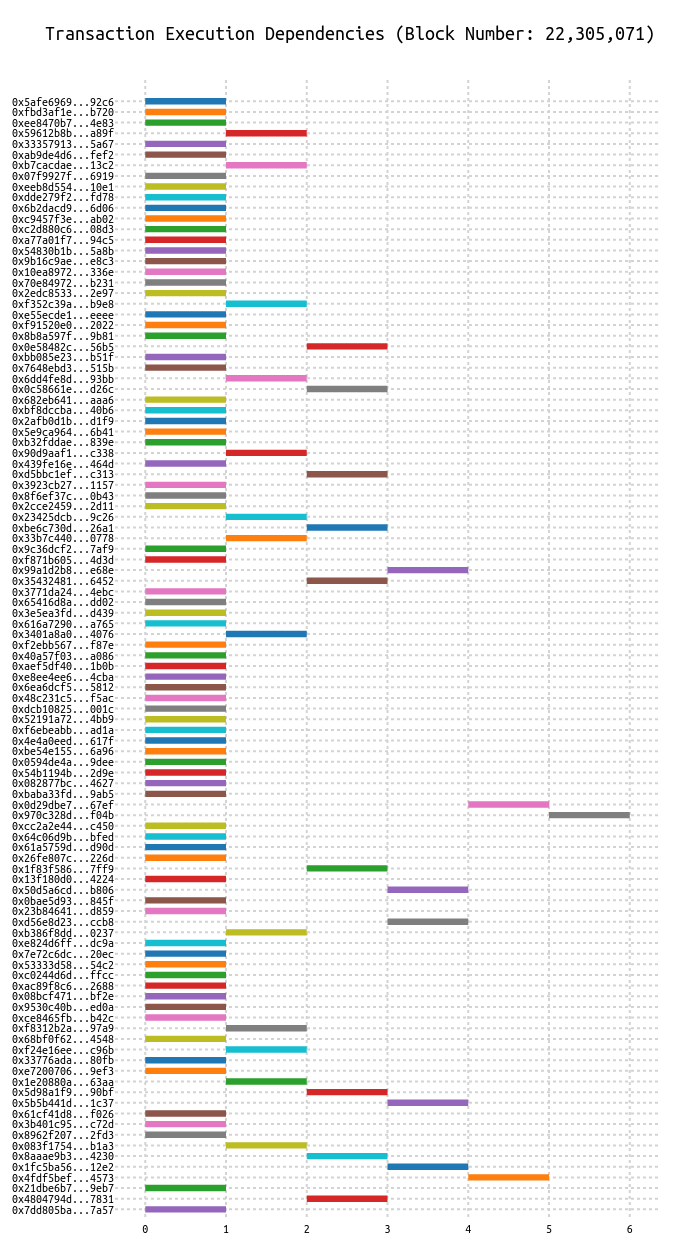 Transaction Execution Dependencies (Block Number: 22,305,071)
0x5afe6969...92c6
0xfbd3af1e...b720
0xee8470b7...4e83
0x59612b8b...a89f
0x33357913...5a67
0xab9de4d6...fef2
0xb7cacdae...13c2
0x07f9927f...6919
0xeeb8d554...10e1
0xdde279f2...fd78
0x6b2dacd9...6d06
0xc9457f3e...ab02
0xc2d880c6...08d3
0xa77a01f7...94c5
0x54830b1b...5a8b
0x9b16c9ae...e8c3
0x10ea8972...336e
0x70e84972...b231
0x2edc8533...2e97
0xf352c39a...b9e8
0xe55ecde1...eeee
0xf91520e0...2022
0x8b8a597f...9b81
0x0e58482c...56b5
0xbb085e23...b51f
0x7648ebd3...515b
0x6dd4fe8d...93bb
0x0c58661e...d26c
0x682eb641...aaa6
0xbf8dccba...40b6
0x2afb0d1b...d1f9
0x5e9ca964...6b41
0xb32fddae...839e
0x90d9aaf1...c338
0x439fe16e...464d
0xd5bbc1ef...c313
0x3923cb27...1157
0x8f6ef37c...0b43
0x2cce2459...2d11
0x23425dcb...9c26
0xbe6c730d...26a1
0x33b7c440...0778
0x9c36dcf2...7af9
0xf871b605...4d3d
0x99a1d2b8...e68e
0x35432481...6452
0x3771da24...4ebc
0x65416d8a...dd02
0x3e5ea3fd...d439
0x616a7290...a765
0x3401a8a0...4076
0xf2ebb567...f87e
0x40a57f03...a086
0xaef5df40...1b0b
0xe8ee4ee6...4cba
0x6ea6dcf5...5812
0x48c231c5...f5ac
0xdcb10825...001c
0x52191a72...4bb9
0xf6ebeabb...ad1a
0x4e4a0eed...617f
0xbe54e155...6a96
0x0594de4a...9dee
0x54b1194b...2d9e
0x082877bc...4627
0xbaba33fd...9ab5
0x0d29dbe7...67ef
0x970c328d...f04b
0xcc2a2e44...c450
0x64c06d9b...bfed
0x61a5759d...d90d
0x26fe807c...226d
0x1f83f586...7ff9
0x13f180d0...4224
0x50d5a6cd...b806
0x0bae5d93...845f
0x23b84641...d859
0xd56e8d23...ccb8
0xb386f8dd...0237
0xe824d6ff...dc9a
0x7e72c6dc...20ec
0x53333d58...54c2
0xc0244d6d...ffcc
0xac89f8c6...2688
0x08bcf471...bf2e
0x9530c40b...ed0a
0xce8465fb...b42c
0xf8312b2a...97a9
0x68bf0f62...4548
0xf24e16ee...c96b
0x33776ada...80fb
0xe7200706...9ef3
0x1e20880a...63aa
0x5d98a1f9...90bf
0x5b5b441d...1c37
0x61cf41d8...f026
0x3b401c95...c72d
0x8962f207...2fd3
0x083f1754...b1a3
0x8aaae9b3...4230
0x1fc5ba56...12e2
0x4fdf5bef...4573
0x21dbe6b7...9eb7
0x4804794d...7831
0x7dd805ba...7a57
0 1 2 3 4 5 6